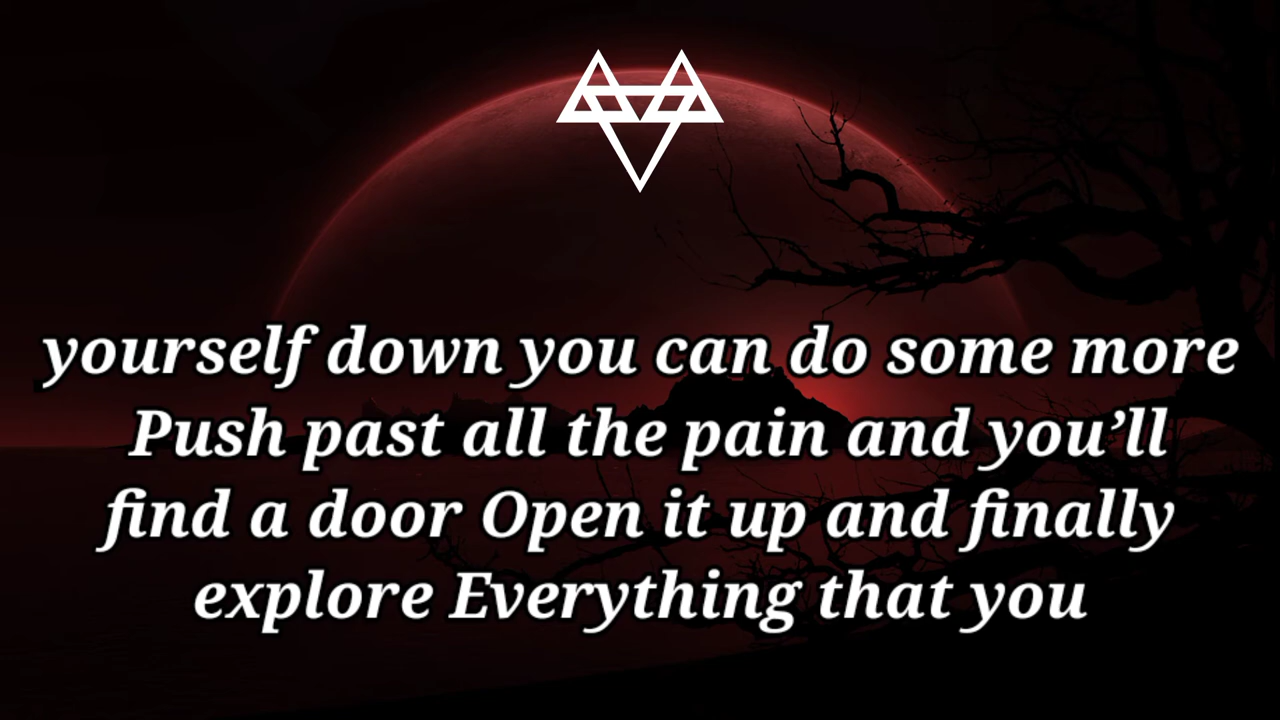 yourself down you can do some more
Push past all the pain and you’ll
find a door Open it up and finally
explore Everything that you